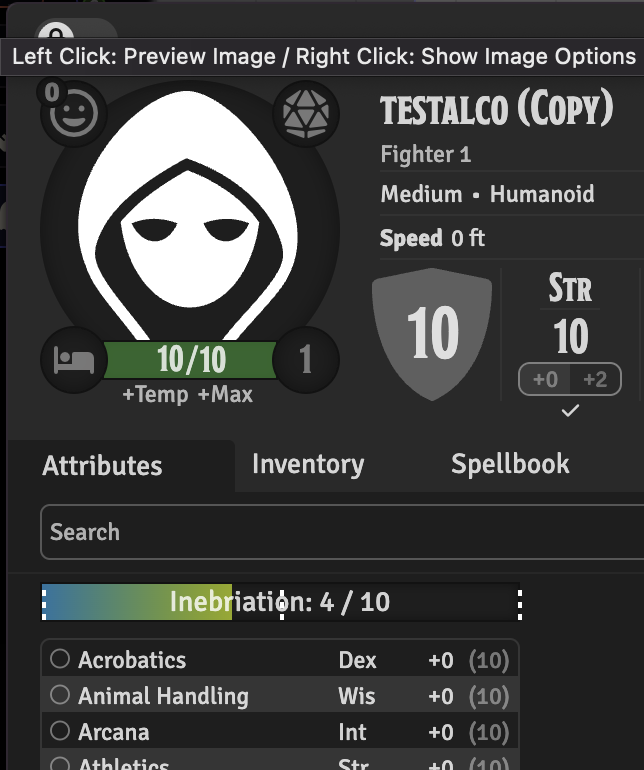 Left Click: Preview Image / Right Click: Show Image Options
0
TESTALCO (COPY)
Fighter 1
Medium • Humanoid
Speed 0 ft
10
STR
10
+0 +2
10/10
1
+Temp +Max
Attributes Inventory Spellbook
Search
Inebriation: 4 / 10
Acrobatics Dex +0 (10)
Animal Handling Wis +0 (10)
Arcana Int +0 (10)
Athletics Str +0 (10)